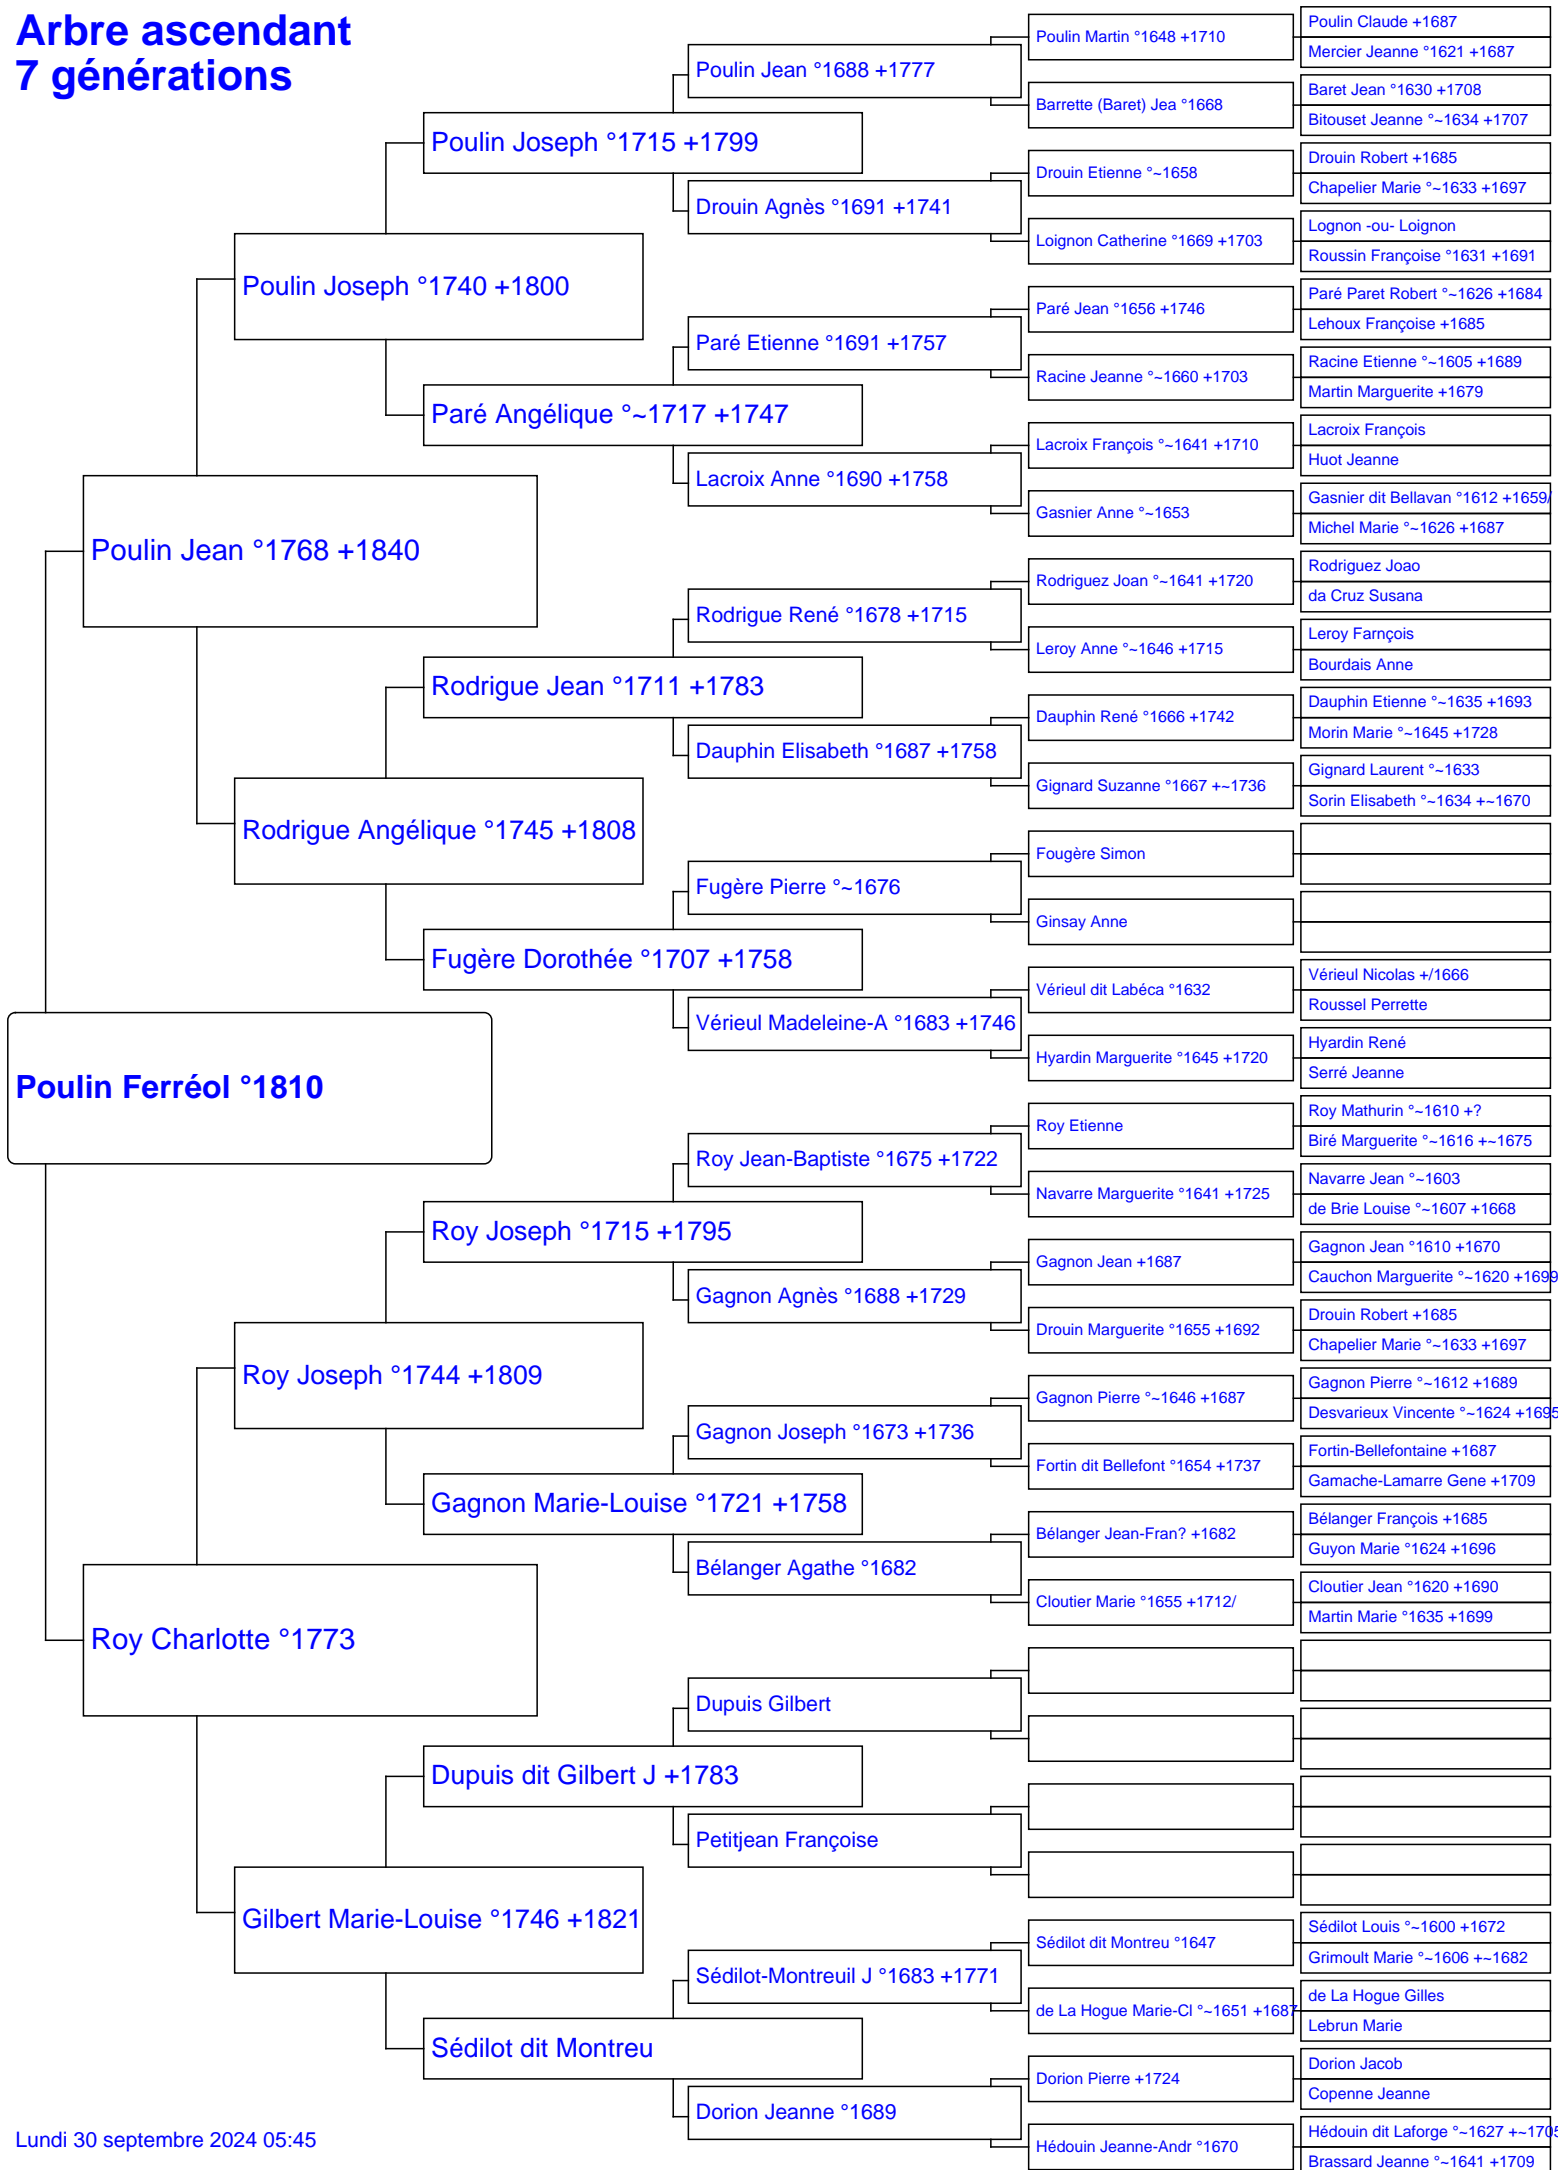 Arbre ascendant
7 générations
Poulin Ferréol °1810
Poulin Jean °1768 +1840
Roy Charlotte °1773
Poulin Joseph °1740 +1800
Rodrigue Angélique °1745 +1808
Roy Joseph °1744 +1809
Gilbert Marie-Louise °1746 +1821
Poulin Joseph °1715 +1799
Paré Angélique °~1717 +1747
Rodrigue Jean °1711 +1783
Fugère Dorothée °1707 +1758
Roy Joseph °1715 +1795
Gagnon Marie-Louise °1721 +1758
Dupuis dit Gilbert J +1783
Sédilot dit Montreu
Poulin Jean °1688 +1777
Drouin Agnès °1691 +1741
Paré Etienne °1691 +1757
Lacroix Anne °1690 +1758
Rodrigue René °1678 +1715
Dauphin Elisabeth °1687 +1758
Fugère Pierre °~1676
Vérieul Madeleine-A °1683 +1746
Roy Jean-Baptiste °1675 +1722
Gagnon Agnès °1688 +1729
Gagnon Joseph °1673 +1736
Bélanger Agathe °1682
Dupuis Gilbert
Petitjean Françoise
Sédilot-Montreuil J °1683 +1771
Dorion Jeanne °1689
Poulin Martin °1648 +1710
Barrette (Baret) Jea °1668
Drouin Etienne °~1658
Loignon Catherine °1669 +1703
Paré Jean °1656 +1746
Racine Jeanne °~1660 +1703
Lacroix François °~1641 +1710
Gasnier Anne °~1653
Rodriguez Joan °~1641 +1720
Leroy Anne °~1646 +1715
Dauphin René °1666 +1742
Gignard Suzanne °1667 +~1736
Fougère Simon
Ginsay Anne
Vérieul dit Labéca °1632
Hyardin Marguerite °1645 +1720
Roy Etienne
Navarre Marguerite °1641 +1725
Gagnon Jean +1687
Drouin Marguerite °1655 +1692
Gagnon Pierre °~1646 +1687
Fortin dit Bellefont °1654 +1737
Bélanger Jean-Fran? +1682
Cloutier Marie °1655 +1712/
Sédilot dit Montreu °1647
de La Hogue Marie-Cl °~1651 +1687
Dorion Pierre +1724
Hédouin Jeanne-Andr °1670
Poulin Claude +1687
Mercier Jeanne °1621 +1687
Baret Jean °1630 +1708
Bitouset Jeanne °~1634 +1707
Drouin Robert +1685
Chapelier Marie °~1633 +1697
Lognon -ou- Loignon
Roussin Françoise °1631 +1691
Paré Paret Robert °~1626 +1684
Lehoux Françoise +1685
Racine Etienne °~1605 +1689
Martin Marguerite +1679
Lacroix François
Huot Jeanne
Gasnier dit Bellavan °1612 +1659/
Michel Marie °~1626 +1687
Rodriguez Joao
da Cruz Susana
Leroy Farnçois
Bourdais Anne
Dauphin Etienne °~1635 +1693
Morin Marie °~1645 +1728
Gignard Laurent °~1633
Sorin Elisabeth °~1634 +~1670
Vérieul Nicolas +/1666
Roussel Perrette
Hyardin René
Serré Jeanne
Roy Mathurin °~1610 +?
Biré Marguerite °~1616 +~1675
Navarre Jean °~1603
de Brie Louise °~1607 +1668
Gagnon Jean °1610 +1670
Cauchon Marguerite °~1620 +1699
Drouin Robert +1685
Chapelier Marie °~1633 +1697
Gagnon Pierre °~1612 +1689
Desvarieux Vincente °~1624 +1695
Fortin-Bellefontaine +1687
Gamache-Lamarre Gene +1709
Bélanger François +1685
Guyon Marie °1624 +1696
Cloutier Jean °1620 +1690
Martin Marie °1635 +1699
Sédilot Louis °~1600 +1672
Grimoult Marie °~1606 +~1682
de La Hogue Gilles
Lebrun Marie
Dorion Jacob
Copenne Jeanne
Hédouin dit Laforge °~1627 +~1705
Brassard Jeanne °~1641 +1709
Lundi 30 septembre 2024 05:45